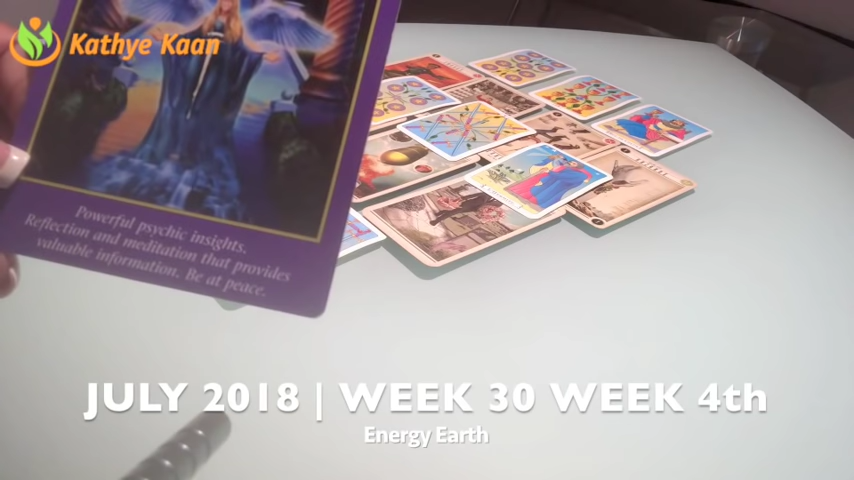 Kathye Kaan
Powerful psychic insights.
Reflection and meditation that provides
valuable information. Be at peace.
JULY 2018 | WEEK 30 WEEK 4th
Energy Earth